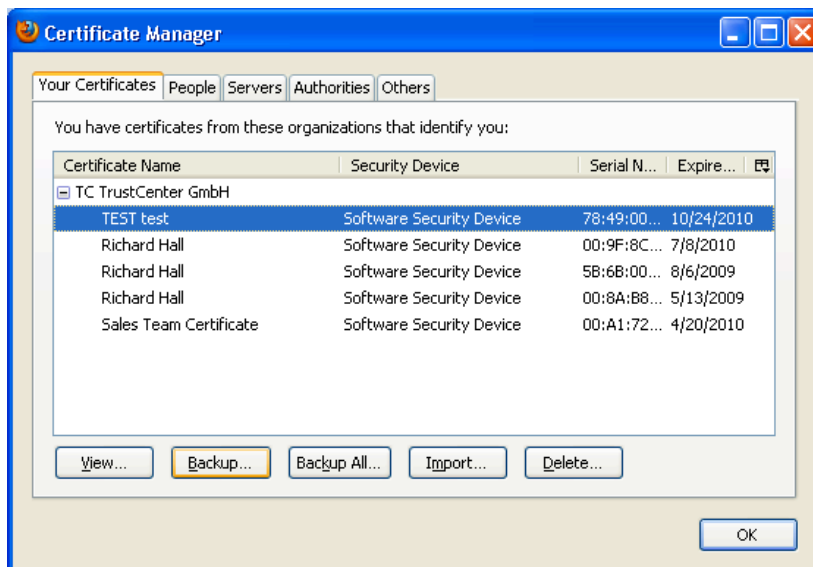 Certificate Manager
Your Certificates People Servers Authorities Others
You have certificates from these organizations that identify you:
Certificate Name Security Device Serial N... Expire...
TC TrustCenter GmbH
TEST test Software Security Device 78:49:00... 10/24/2010
Richard Hall Software Security Device 00:9F:8C... 7/8/2010
Richard Hall Software Security Device 5B:6B:00... 8/6/2009
Richard Hall Software Security Device 00:8A:B8... 5/13/2009
Sales Team Certificate Software Security Device 00:A1:72... 4/20/2010
View... Backup... Backup All... Import... Delete...
OK